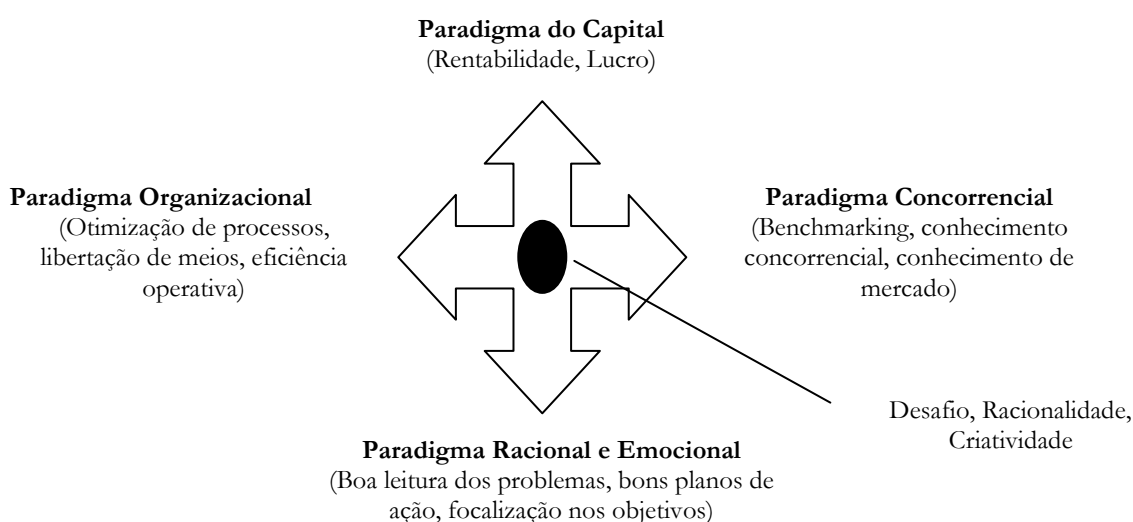 Paradigma do Capital
(Rentabilidade, Lucro)
Paradigma Organizacional
(Otimização de processos,
libertação de meios, eficiência
operativa)
Paradigma Concorrencial
(Benchmarking, conhecimento
concorrencial, conhecimento de
mercado)
Desafio, Racionalidade,
Criatividade
Paradigma Racional e Emocional
(Boa leitura dos problemas, bons planos de
ação, focalização nos objetivos)